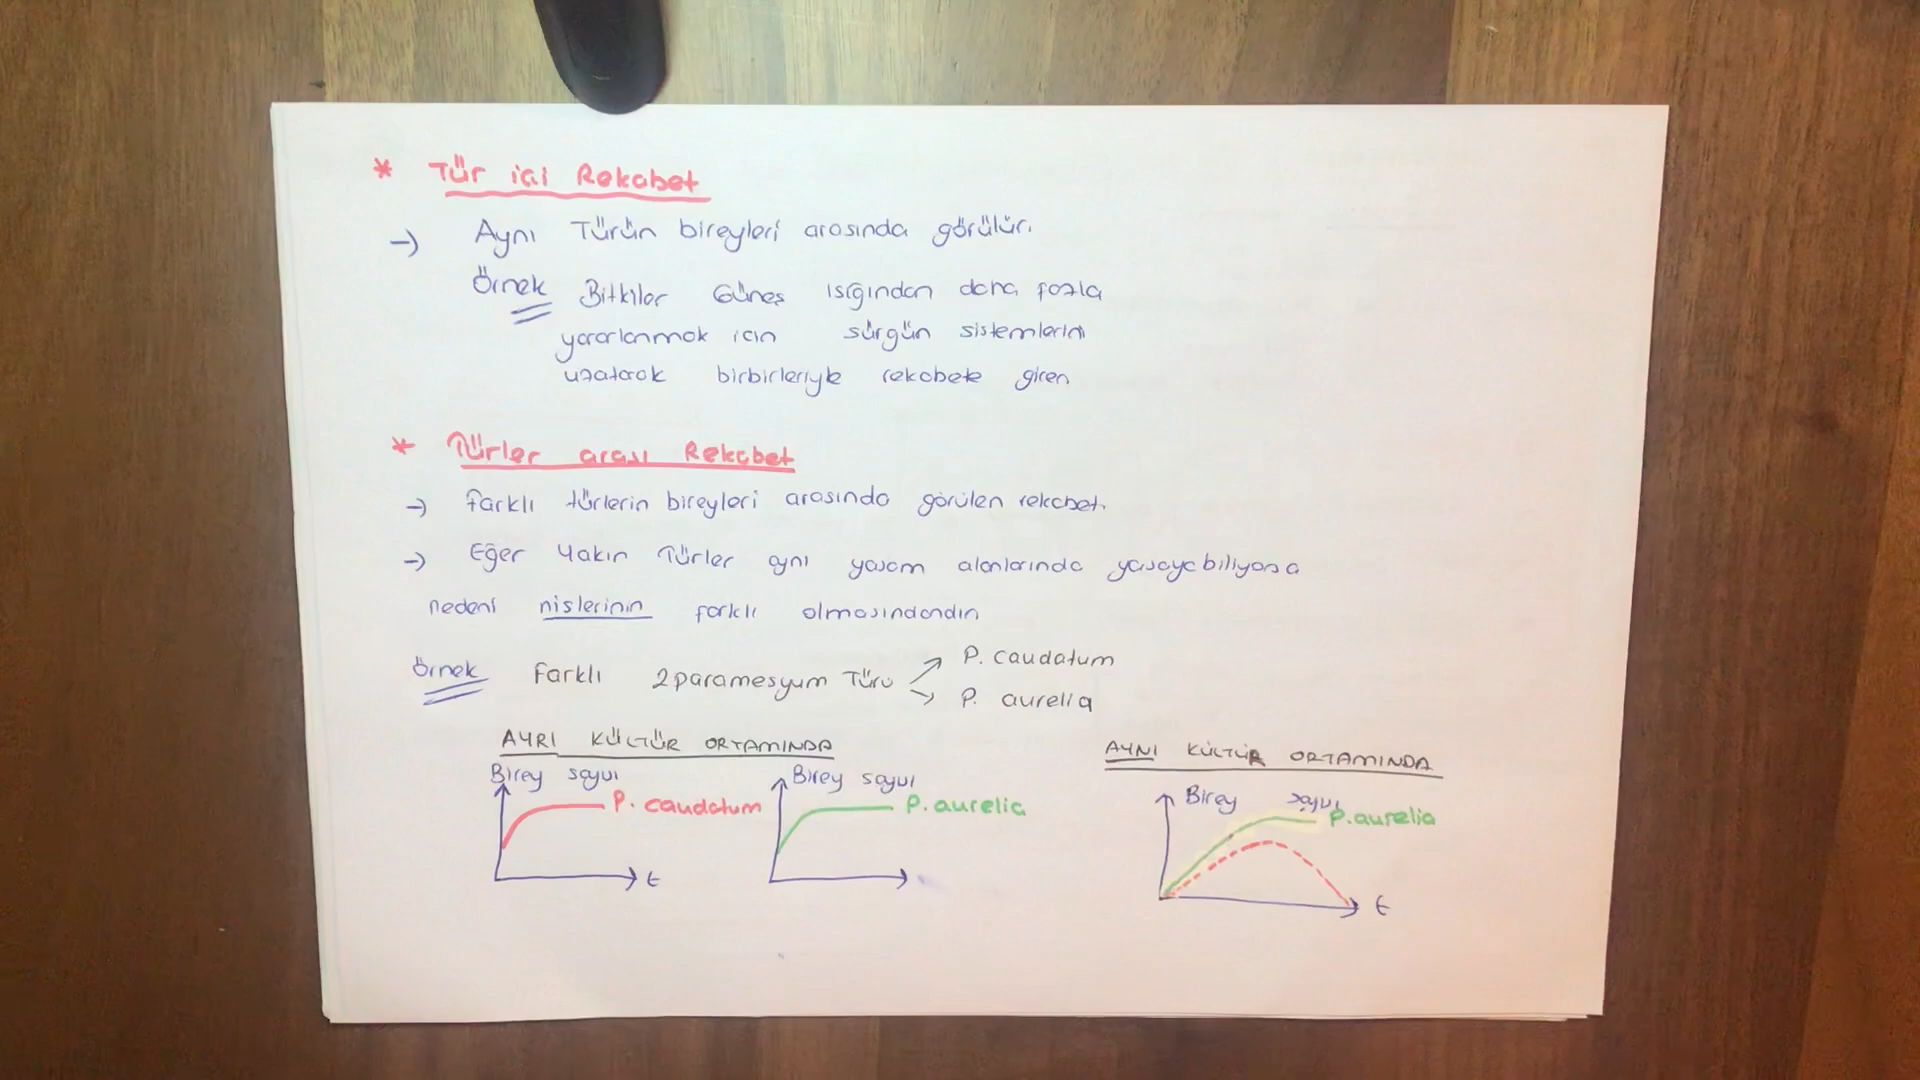 * Tür içi Rekabet
→ Aynı Türün bireyleri arasında görülür.
Örnek Bitkiler Güneş ışığından daha fazla
yararlanmak için sürgün sistemlerini
uzatarak birbirleriyle rekabete giren
* Türler arası Rekabet
→ farklı türlerin bireyleri arasında görülen rekabet.
→ Eğer Yakın Türler aynı yaşam alanlarında yaşayabiliyorsa
nedeni nişlerinin farklı olmasındandır.
Örnek Farklı 2 paramesyum Türü
P. caudatum
P. aurelia
AYRI KÜLTÜR ORTAMINDA
AYNI KÜLTÜR ORTAMINDA
Birey sayısı
Birey sayısı
Birey sayısı
P. caudatum
P. aurelia
P. aurelia
t
t